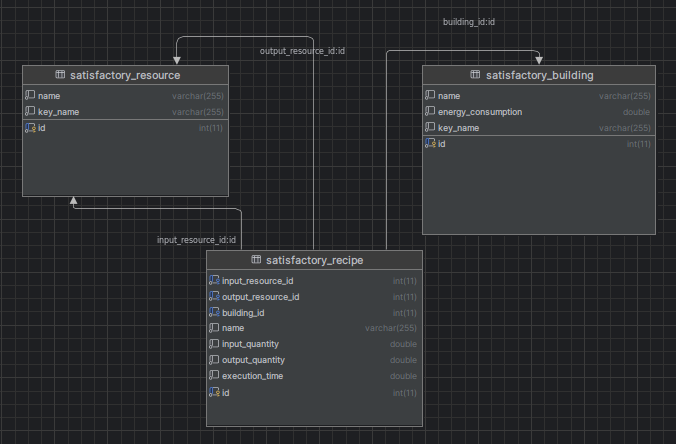 building_id:id
output_resource_id:id
satisfactory_resource
name varchar(255)
key_name varchar(255)
id int(11)
satisfactory_building
name varchar(255)
energy_consumption double
key_name varchar(255)
id int(11)
input_resource_id:id
satisfactory_recipe
input_resource_id int(11)
output_resource_id int(11)
building_id int(11)
name varchar(255)
input_quantity double
output_quantity double
execution_time double
id int(11)